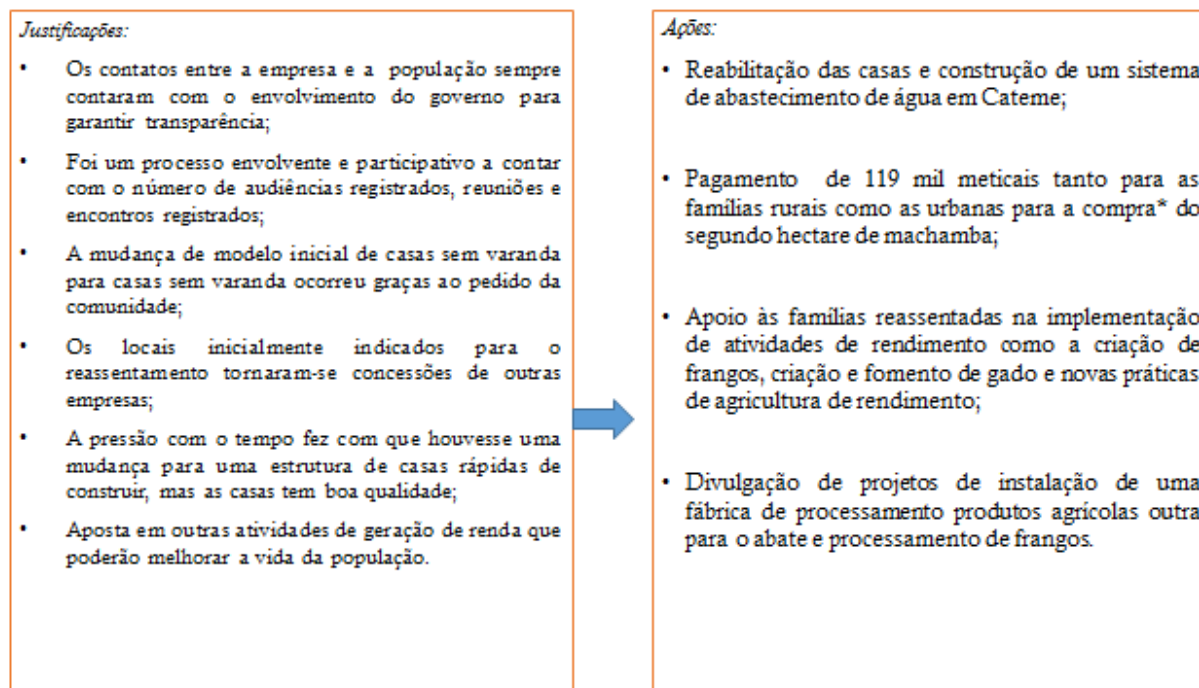 Justificações:
• Os contatos entre a empresa e a população sempre
contaram com o envolvimento do governo para
garantir transparência;
• Foi um processo envolvente e participativo a contar
com o número de audiências registrados, reuniões e
encontros registrados;
• A mudança de modelo inicial de casas sem varanda
para casas sem varanda ocorreu graças ao pedido da
comunidade;
• Os locais inicialmente indicados para o
reassentamento tornaram-se concessões de outras
empresas;
• A pressão com o tempo fez com que houvesse uma
mudança para uma estrutura de casas rápidas de
construir, mas as casas tem boa qualidade;
• Aposta em outras atividades de geração de renda que
poderão melhorar a vida da população.
Ações:
• Reabilitação das casas e construção de um sistema
de abastecimento de água em Cateme;
• Pagamento de 119 mil meticais tanto para as
famílias rurais como as urbanas para a compra* do
segundo hectare de machamba;
• Apoio às famílias reassentadas na implementação
de atividades de rendimento como a criação de
frangos, criação e fomento de gado e novas práticas
de agricultura de rendimento;
• Divulgação de projetos de instalação de uma
fábrica de processamento produtos agrícolas outra
para o abate e processamento de frangos.